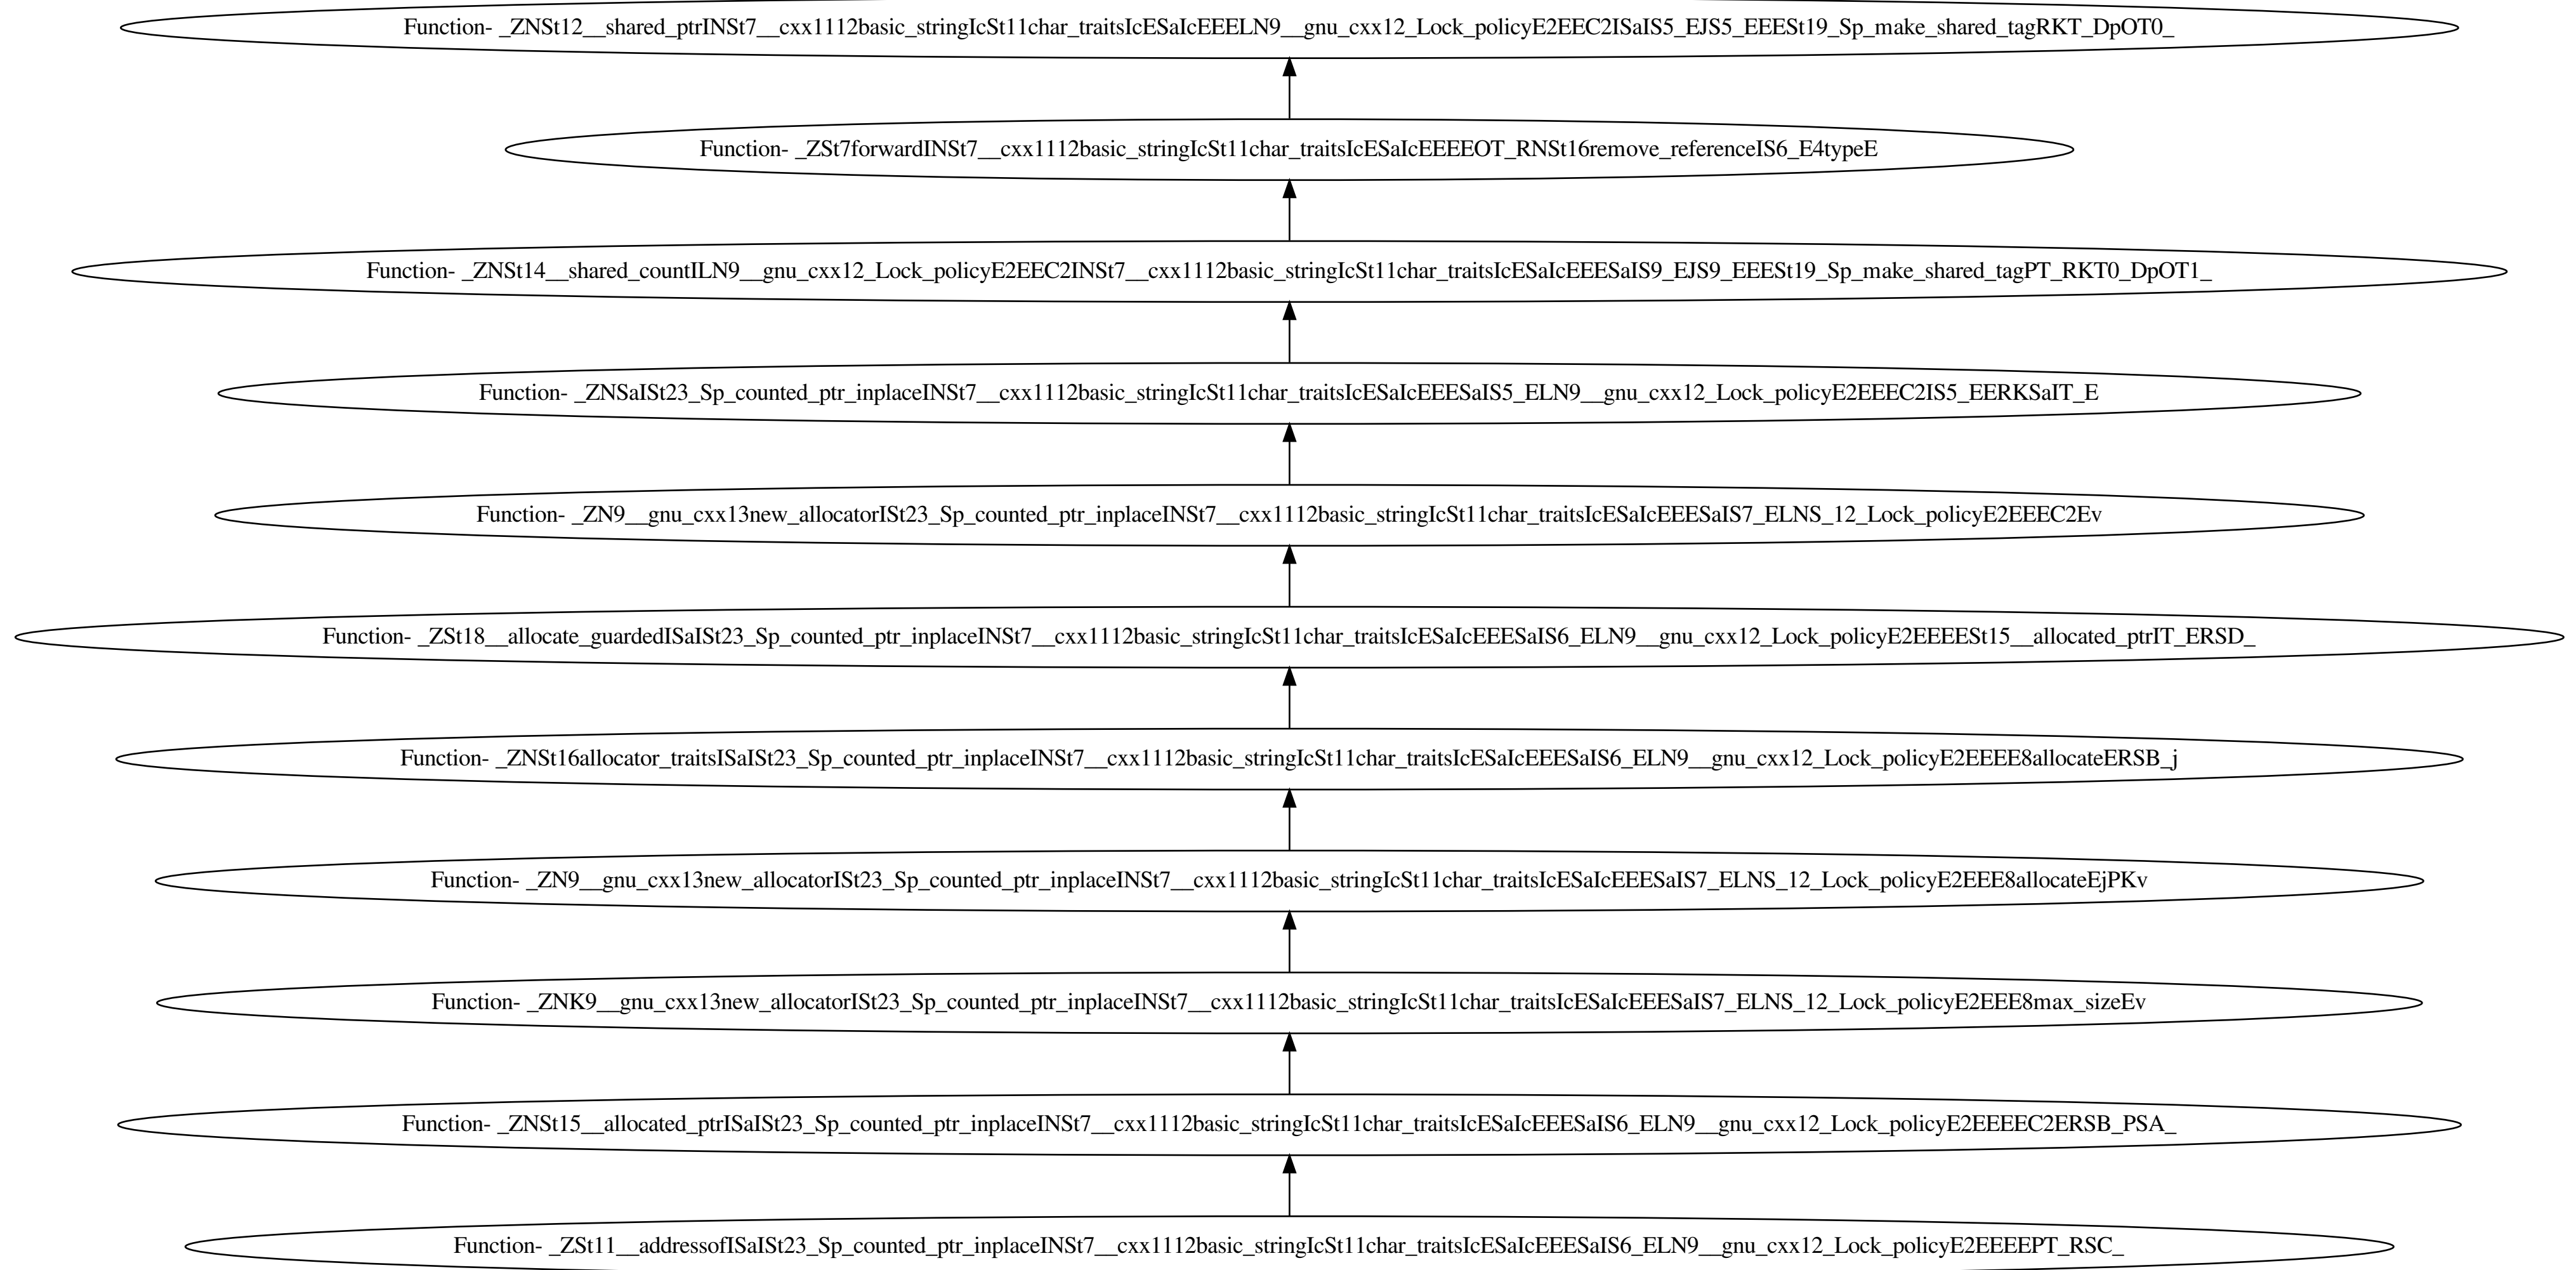 Function- _ZNSt12__shared_ptrINSt7__cxx1112basic_stringIcSt11char_traitsIcESaIcEEELN9__gnu_cxx12_Lock_policyE2EEC2ISaIS5_EJS5_EEESt19_Sp_make_shared_tagRKT_DpOT0_
Function- _ZSt7forwardINSt7__cxx1112basic_stringIcSt11char_traitsIcESaIcEEEEOT_RNSt16remove_referenceIS6_E4typeE
Function- _ZNSt14__shared_countILN9__gnu_cxx12_Lock_policyE2EEC2INSt7__cxx1112basic_stringIcSt11char_traitsIcESaIcEEESaIS9_EJS9_EEESt19_Sp_make_shared_tagPT_RKT0_DpOT1_
Function- _ZNSaISt23_Sp_counted_ptr_inplaceINSt7__cxx1112basic_stringIcSt11char_traitsIcESaIcEEESaIS5_ELN9__gnu_cxx12_Lock_policyE2EEEC2IS5_EERKSaIT_E
Function- _ZN9__gnu_cxx13new_allocatorISt23_Sp_counted_ptr_inplaceINSt7__cxx1112basic_stringIcSt11char_traitsIcESaIcEEESaIS7_ELNS_12_Lock_policyE2EEEC2Ev
Function- _ZSt18__allocate_guardedISaISt23_Sp_counted_ptr_inplaceINSt7__cxx1112basic_stringIcSt11char_traitsIcESaIcEEESaIS6_ELN9__gnu_cxx12_Lock_policyE2EEEESt15__allocated_ptrIT_ERSD_
Function- _ZNSt16allocator_traitsISaISt23_Sp_counted_ptr_inplaceINSt7__cxx1112basic_stringIcSt11char_traitsIcESaIcEEESaIS6_ELN9__gnu_cxx12_Lock_policyE2EEEE8allocateERSB_j
Function- _ZN9__gnu_cxx13new_allocatorISt23_Sp_counted_ptr_inplaceINSt7__cxx1112basic_stringIcSt11char_traitsIcESaIcEEESaIS7_ELNS_12_Lock_policyE2EEE8allocateEjPKv
Function- _ZNK9__gnu_cxx13new_allocatorISt23_Sp_counted_ptr_inplaceINSt7__cxx1112basic_stringIcSt11char_traitsIcESaIcEEESaIS7_ELNS_12_Lock_policyE2EEE8max_sizeEv
Function- _ZNSt15__allocated_ptrISaISt23_Sp_counted_ptr_inplaceINSt7__cxx1112basic_stringIcSt11char_traitsIcESaIcEEESaIS6_ELN9__gnu_cxx12_Lock_policyE2EEEEC2ERSB_PSA_
Function- _ZSt11__addressofISaISt23_Sp_counted_ptr_inplaceINSt7__cxx1112basic_stringIcSt11char_traitsIcESaIcEEESaIS6_ELN9__gnu_cxx12_Lock_policyE2EEEEPT_RSC_